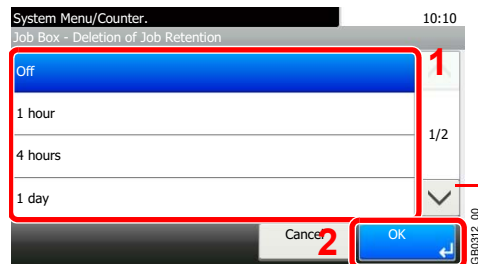 System Menu/Counter. 10:10
Job Box - Deletion of Job Retention
Off
1
1 hour
1/2
4 hours
1 day
Cancel 2 OK
GB0312_00